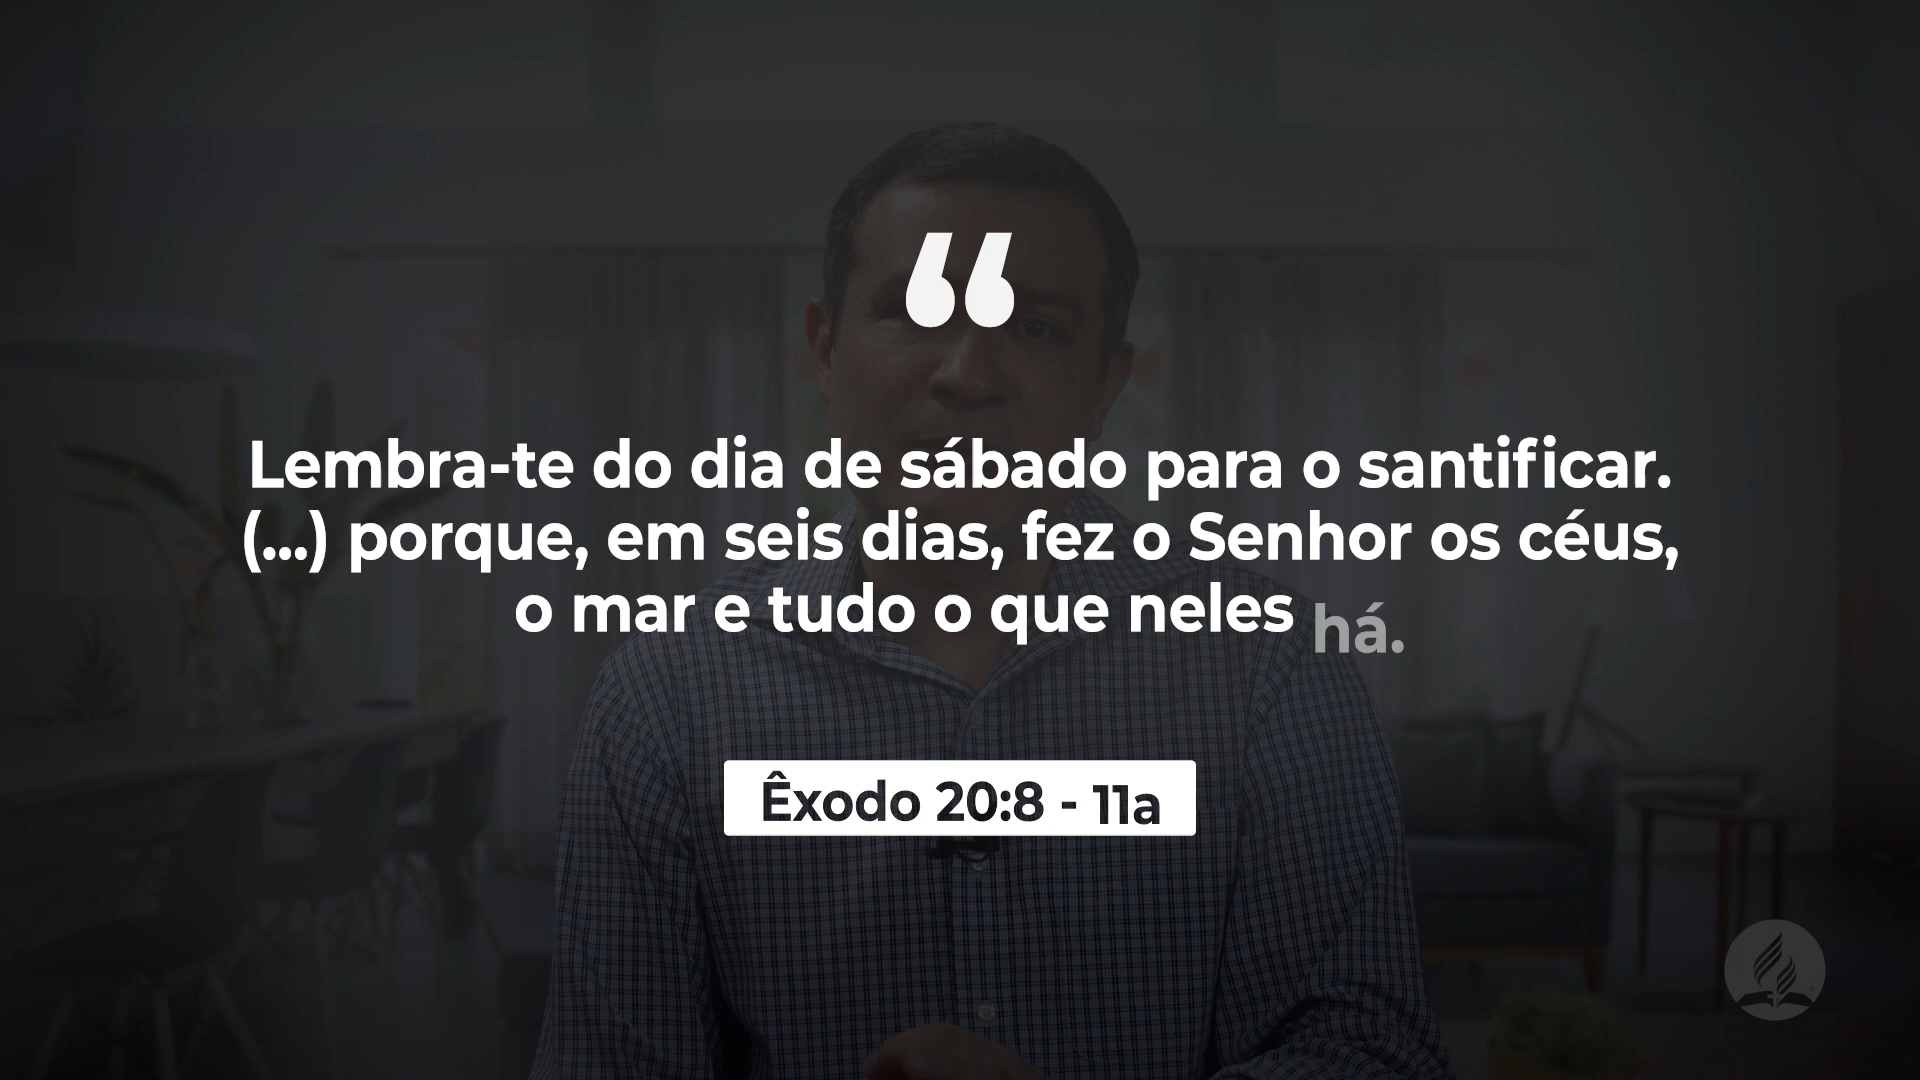 “
Lembra-te do dia de sábado para o santificar.
(...) porque, em seis dias, fez o Senhor os céus,
o mar e tudo o que neles há.
Êxodo 20:8 - 11a